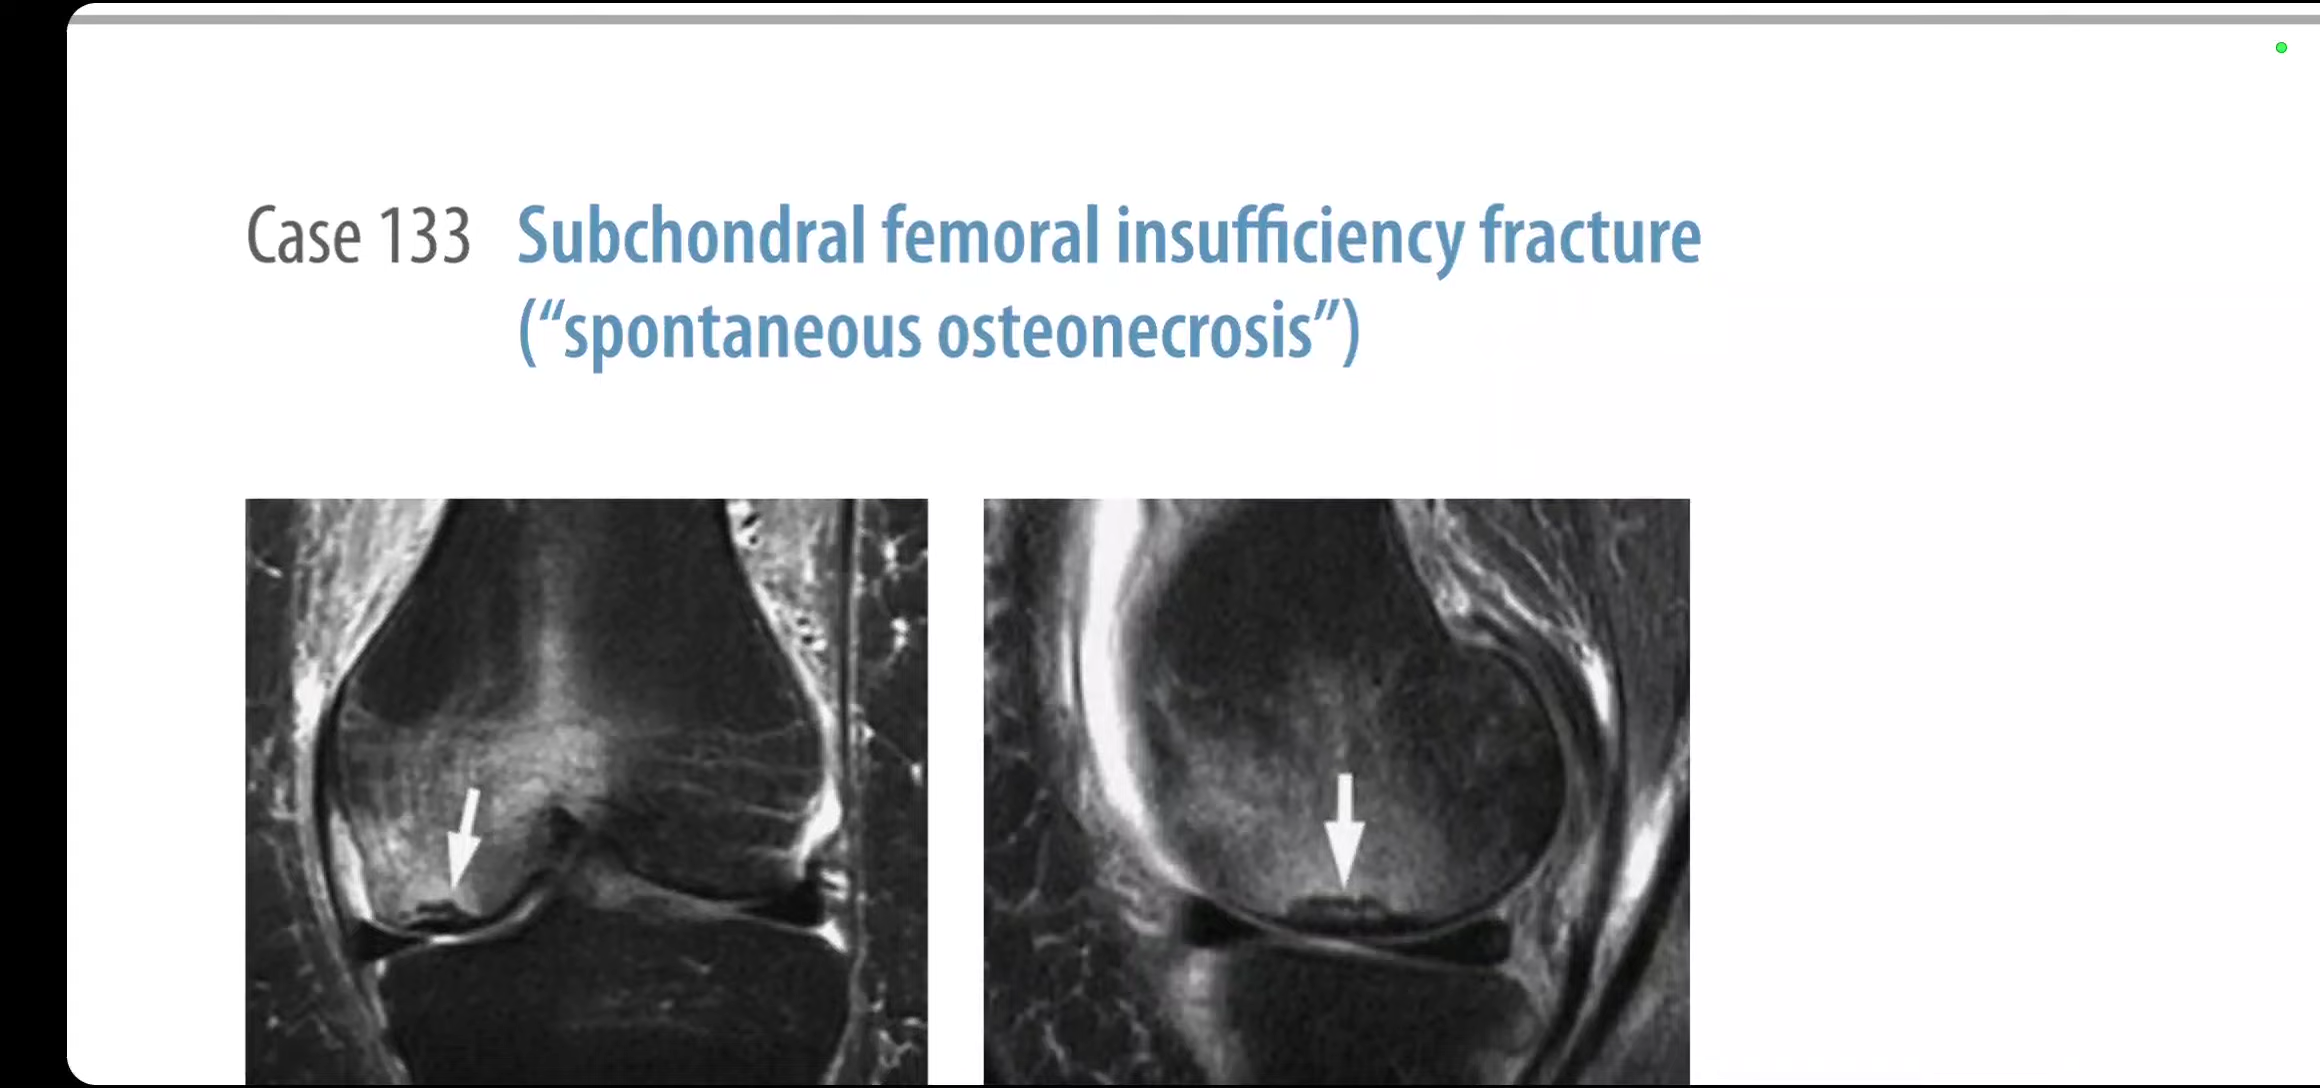 Case 133 Subchondral femoral insufficiency fracture
(“spontaneous osteonecrosis”)